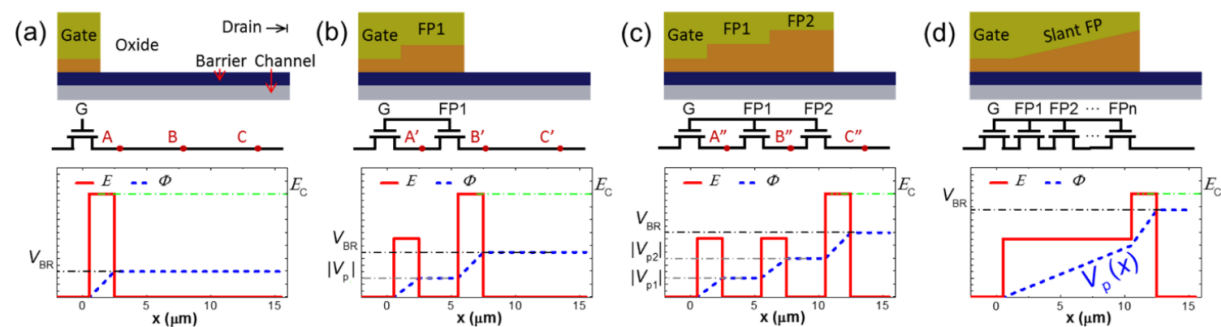 (a)
Drain
Gate
Oxide
Barrier Channel
G
A B C
E Φ
E_C
V_BR
0 5 10 15
x (μm)
(b)
FP1
Gate
G FP1
A′ B′ C′
E Φ
E_C
V_BR
|V_p|
0 5 10 15
x (μm)
(c)
FP2
FP1
Gate
G FP1 FP2
A″ B″ C″
E Φ
E_C
V_BR
|V_p2|
|V_p1|
0 5 10 15
x (μm)
(d)
Gate
Slant FP
G FP1 FP2 ··· FPn
···
E Φ
E_C
V_BR
V_p(x)
0 5 10 15
x (μm)